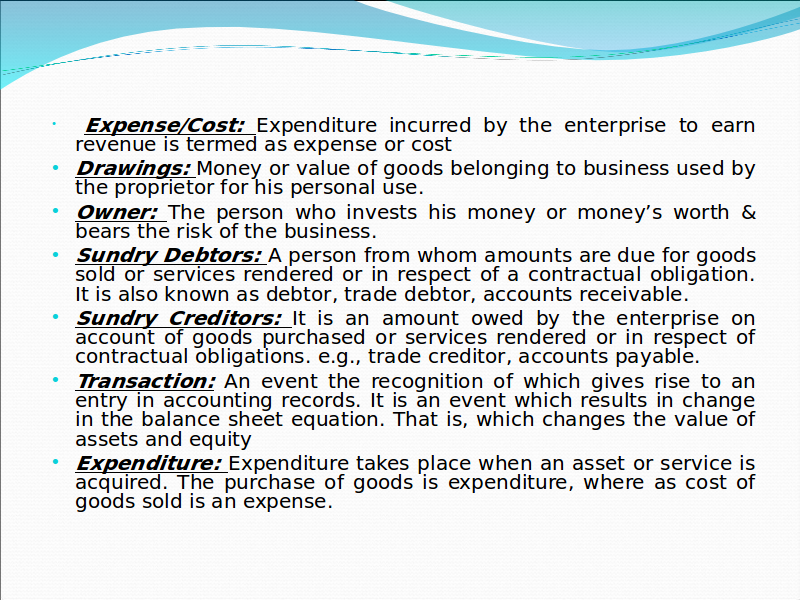 Expense/Cost: Expenditure incurred by the enterprise to earn
revenue is termed as expense or cost
Drawings: Money or value of goods belonging to business used by
the proprietor for his personal use.
Owner: The person who invests his money or money’s worth &
bears the risk of the business.
Sundry Debtors: A person from whom amounts are due for goods
sold or services rendered or in respect of a contractual obligation.
It is also known as debtor, trade debtor, accounts receivable.
Sundry Creditors: It is an amount owed by the enterprise on
account of goods purchased or services rendered or in respect of
contractual obligations. e.g., trade creditor, accounts payable.
Transaction: An event the recognition of which gives rise to an
entry in accounting records. It is an event which results in change
in the balance sheet equation. That is, which changes the value of
assets and equity
Expenditure: Expenditure takes place when an asset or service is
acquired. The purchase of goods is expenditure, where as cost of
goods sold is an expense.